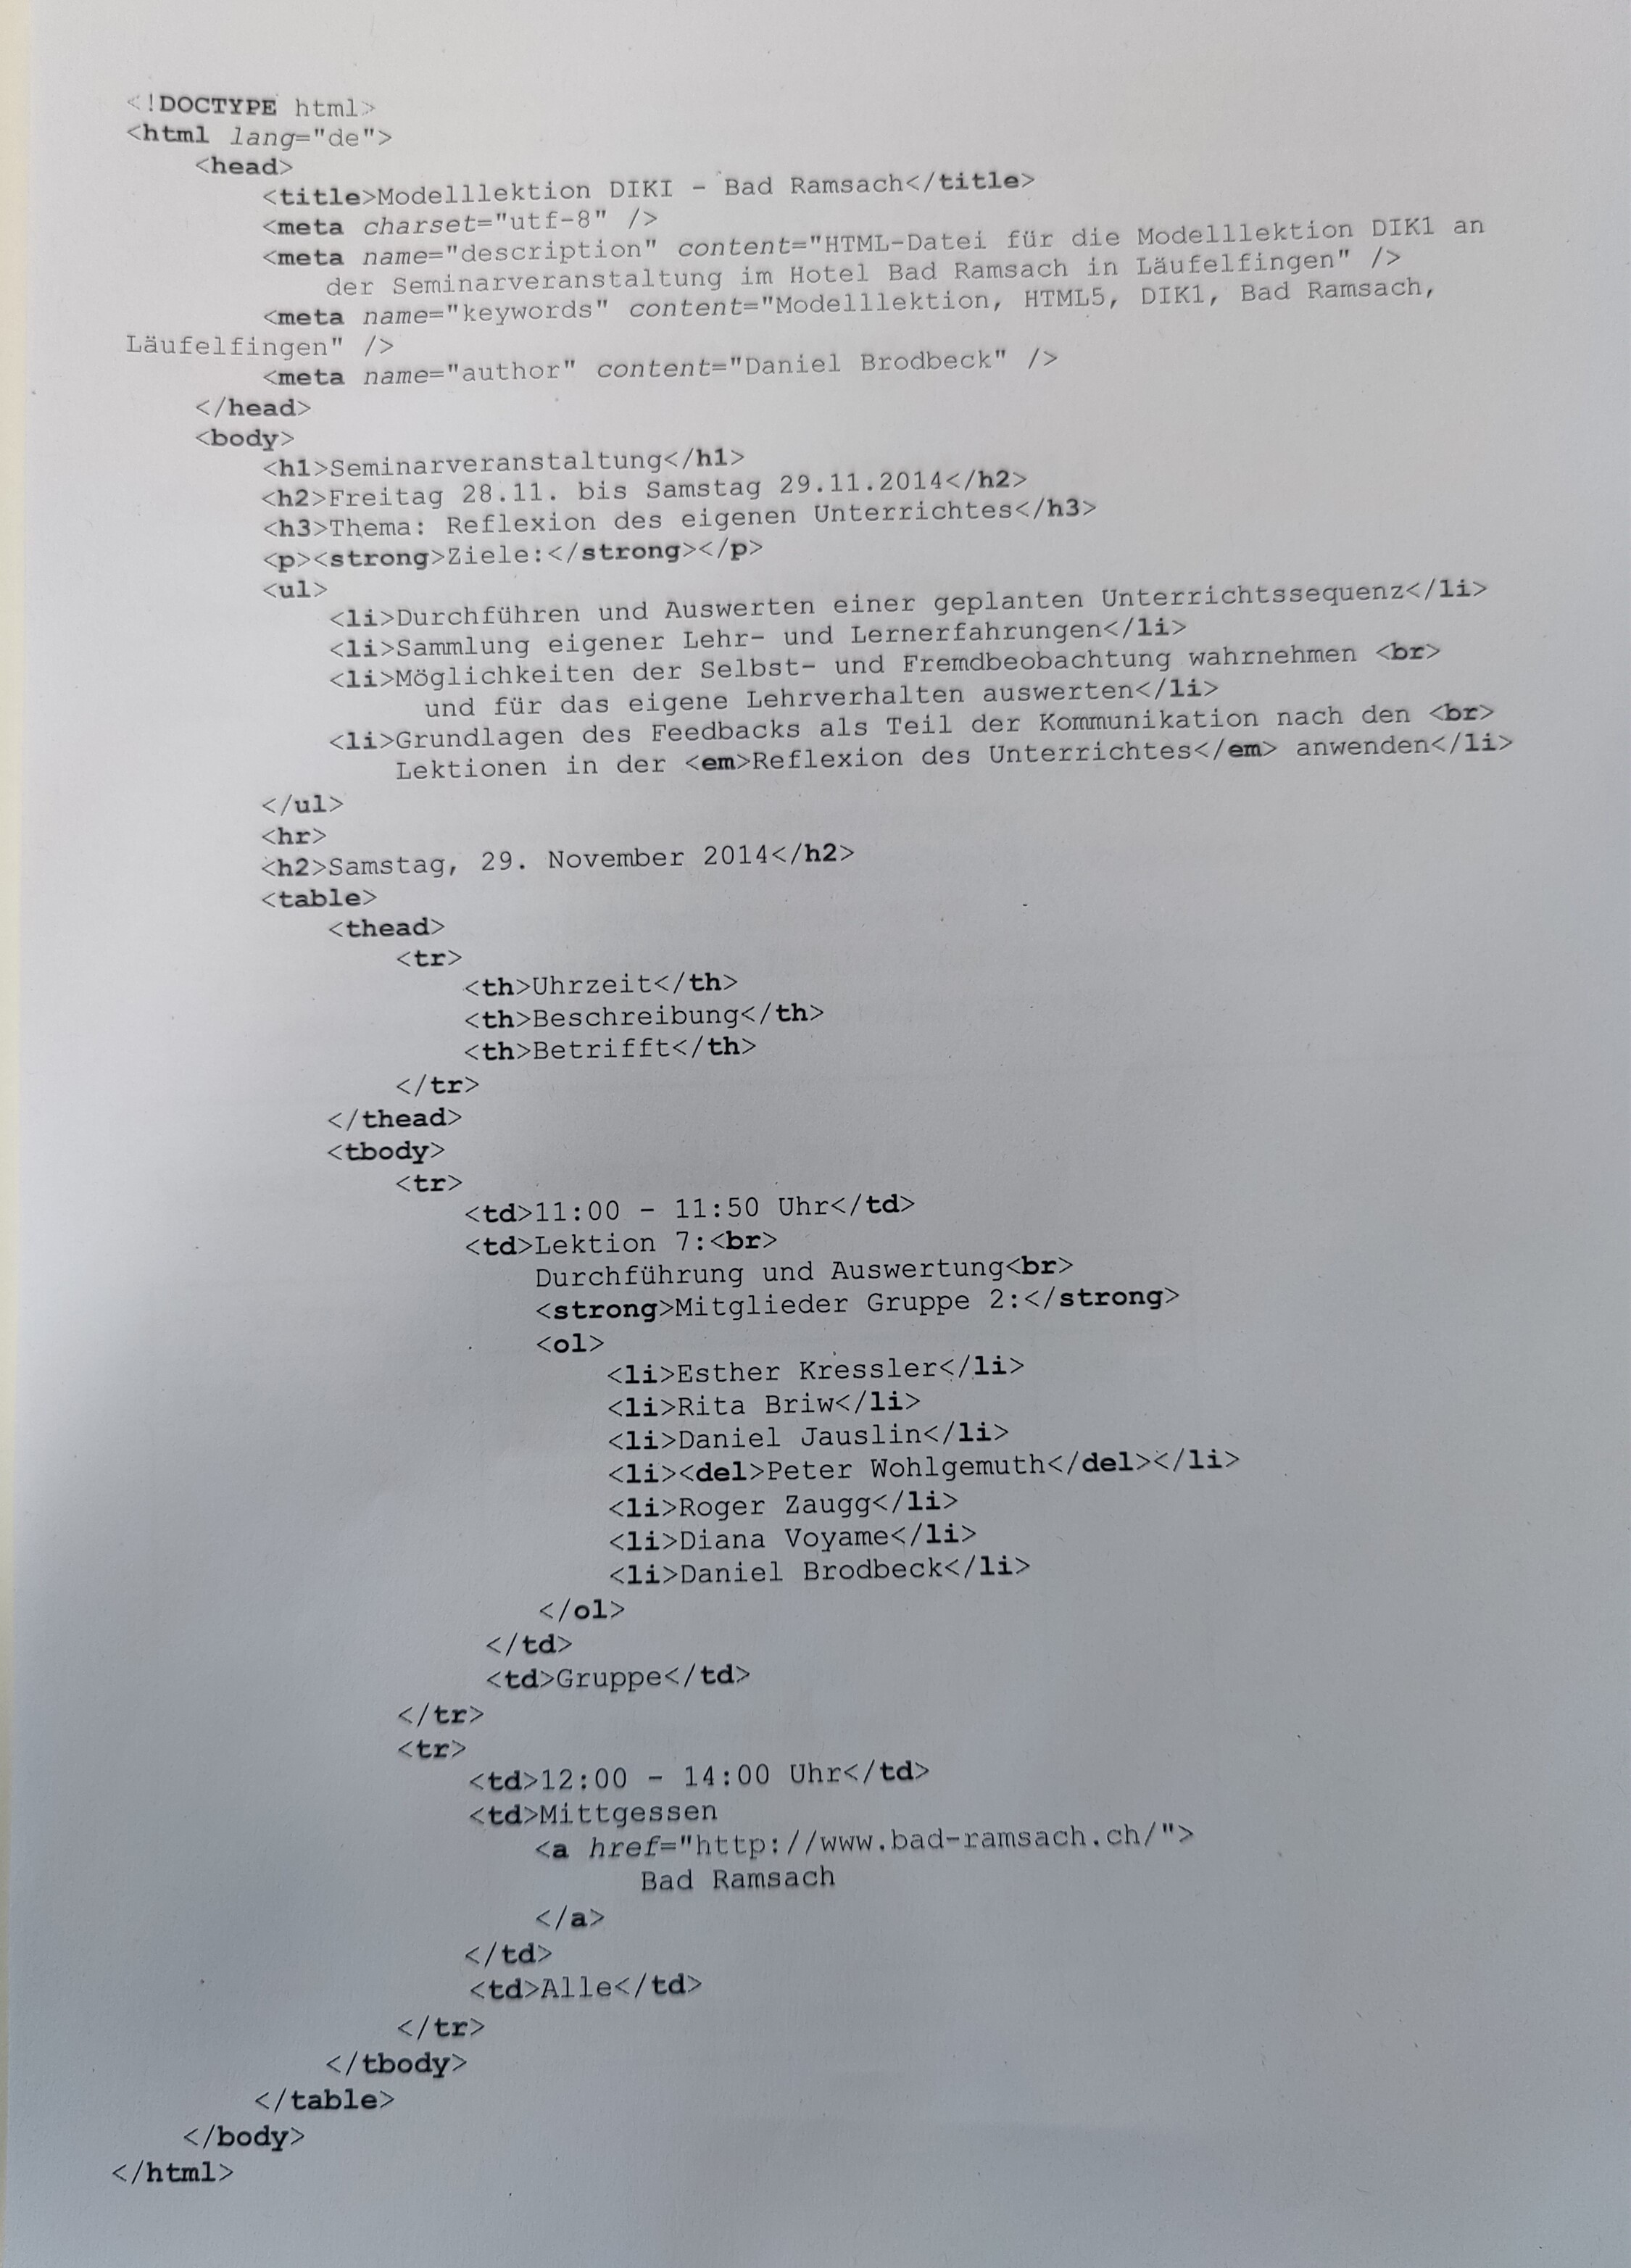 <!DOCTYPE html>
<html lang="de">
<head>
<title>Modelllektion DIKI - Bad Ramsach</title>
<meta charset="utf-8" />
<meta name="description" content="HTML-Datei für die Modelllektion DIK1 an
der Seminarveranstaltung im Hotel Bad Ramsach in Läufelfingen" />
<meta name="keywords" content="Modelllektion, HTML5, DIK1, Bad Ramsach,
Läufelfingen" />
<meta name="author" content="Daniel Brodbeck" />
</head>
<body>
<h1>Seminarveranstaltung</h1>
<h2>Freitag 28.11. bis Samstag 29.11.2014</h2>
<h3>Thema: Reflexion des eigenen Unterrichtes</h3>
<p><strong>Ziele:</strong></p>
<ul>
<li>Durchführen und Auswerten einer geplanten Unterrichtssequenz</li>
<li>Sammlung eigener Lehr- und Lernerfahrungen</li>
<li>Möglichkeiten der Selbst- und Fremdbeobachtung wahrnehmen <br>
und für das eigene Lehrverhalten auswerten</li>
<li>Grundlagen des Feedbacks als Teil der Kommunikation nach den <br>
Lektionen in der <em>Reflexion des Unterrichtes</em> anwenden</li>
</ul>
<hr>
<h2>Samstag, 29. November 2014</h2>
<table>
<thead>
<tr>
<th>Uhrzeit</th>
<th>Beschreibung</th>
<th>Betrifft</th>
</tr>
</thead>
<tbody>
<tr>
<td>11:00 - 11:50 Uhr</td>
<td>Lektion 7:<br>
Durchführung und Auswertung<br>
<strong>Mitglieder Gruppe 2:</strong>
<ol>
<li>Esther Kressler</li>
<li>Rita Briw</li>
<li>Daniel Jauslin</li>
<li><del>Peter Wohlgemuth</del></li>
<li>Roger Zaugg</li>
<li>Diana Voyame</li>
<li>Daniel Brodbeck</li>
</ol>
</td>
<td>Gruppe</td>
</tr>
<tr>
<td>12:00 - 14:00 Uhr</td>
<td>Mittgessen
<a href="http://www.bad-ramsach.ch/">
Bad Ramsach
</a>
</td>
<td>Alle</td>
</tr>
</tbody>
</table>
</body>
</html>